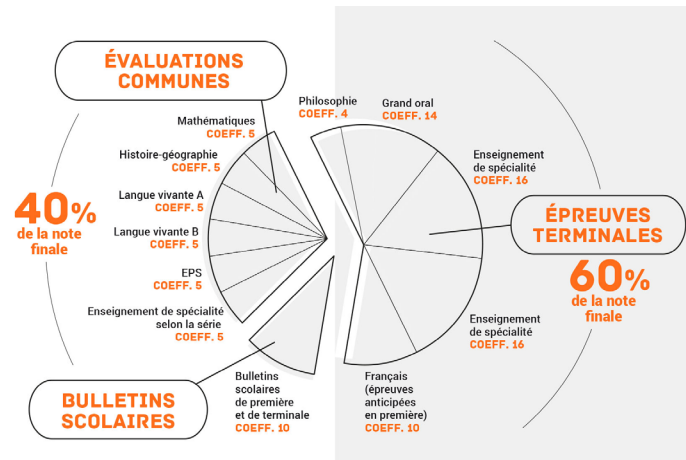 ÉVALUATIONS
COMMUNES
Philosophie
COEFF. 4
Grand oral
COEFF. 14
Mathématiques
COEFF. 5
Histoire-géographie
COEFF. 5
Langue vivante A
COEFF. 5
Langue vivante B
COEFF. 5
EPS
COEFF. 5
Enseignement de spécialité
selon la série
COEFF. 5
40%
de la note
finale
Enseignement
de spécialité
COEFF. 16
ÉPREUVES
TERMINALES
60%
de la note
finale
Enseignement
de spécialité
COEFF. 16
BULLETINS
SCOLAIRES
Bulletins
scolaires
de première
et de terminale
COEFF. 10
Français
(épreuves
anticipées
en première)
COEFF. 10